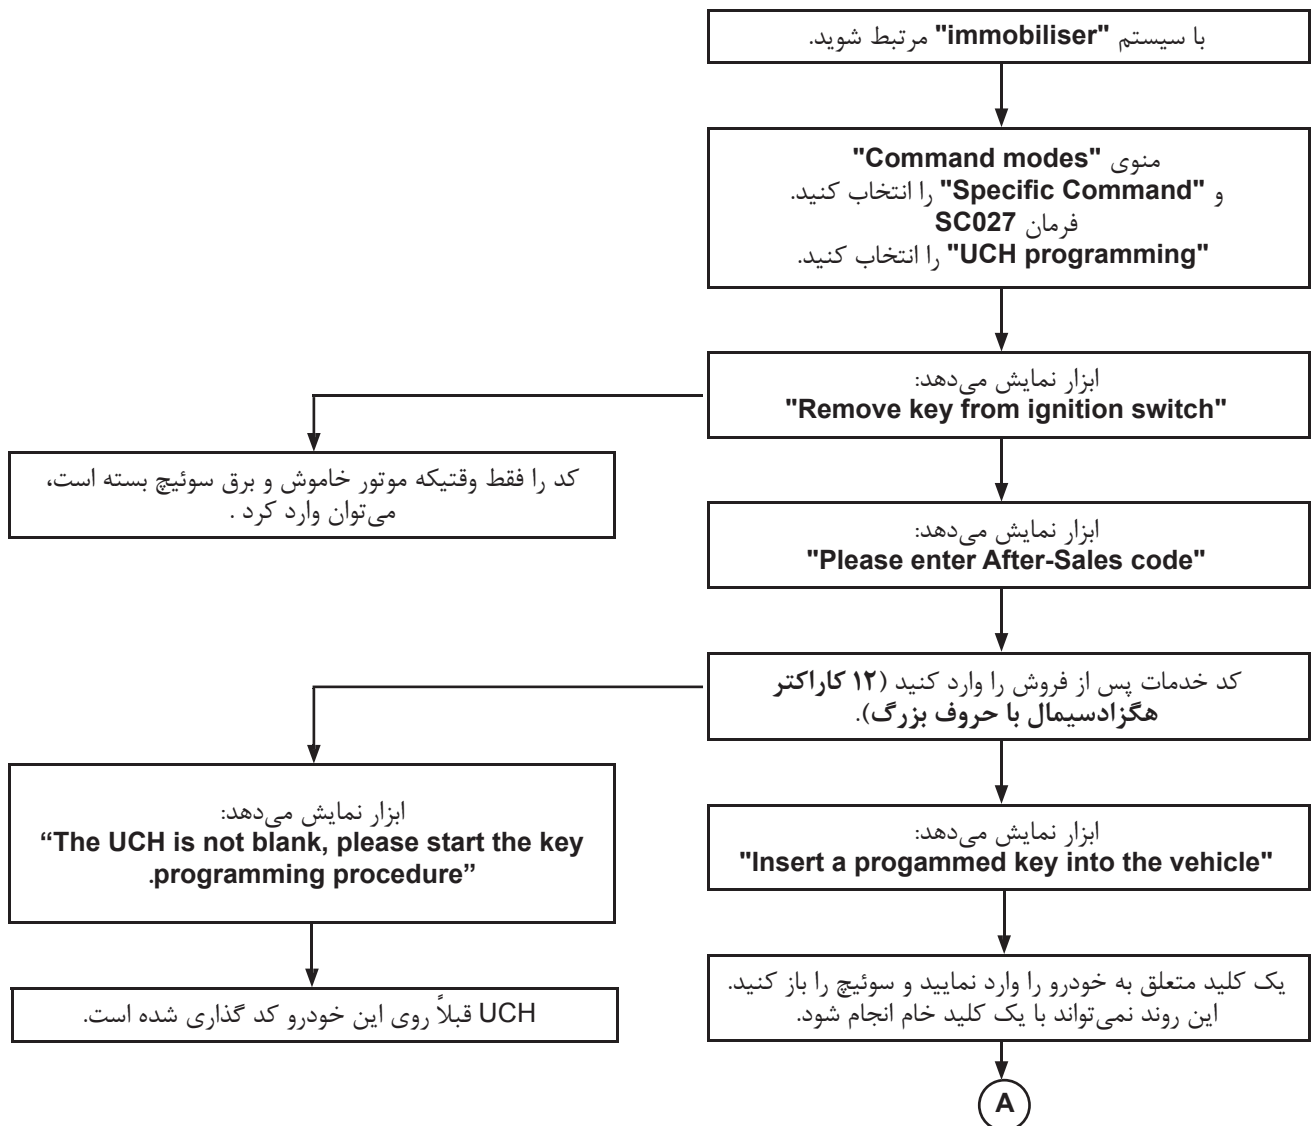 با سیستم "immobiliser" مرتبط شوید.
منوی "Command modes"
و "Specific Command" را انتخاب کنید.
فرمان SC027
"UCH programming" را انتخاب کنید.
ابزار نمایش می‌دهد:
"Remove key from ignition switch"
کد را فقط وقتیکه موتور خاموش و برق سوئیچ بسته است،
می‌توان وارد کرد .
ابزار نمایش می‌دهد:
"Please enter After-Sales code"
کد خدمات پس از فروش را وارد کنید (۱۲ کاراکتر
هگزادسیمال با حروف بزرگ).
ابزار نمایش می‌دهد:
“The UCH is not blank, please start the key
.programming procedure”
ابزار نمایش می‌دهد:
"Insert a progammed key into the vehicle"
UCH قبلاً روی این خودرو کد گذاری شده است.
یک کلید متعلق به خودرو را وارد نمایید و سوئیچ را باز کنید.
این روند نمی‌تواند با یک کلید خام انجام شود.
A